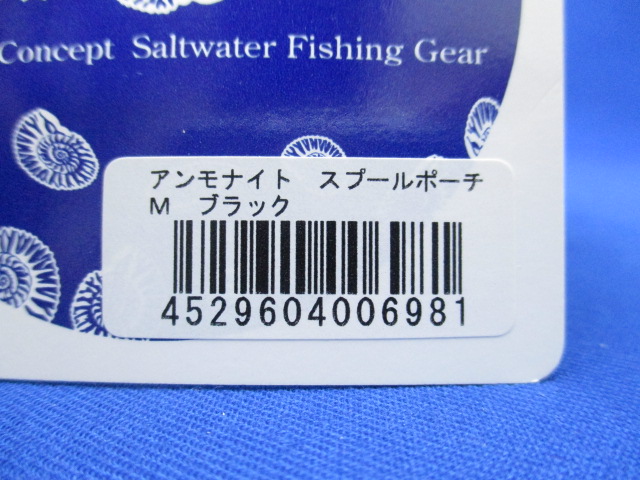 Concept Saltwater Fishing Gear
アンモナイト スプールポーチ
M ブラック
4529604006981